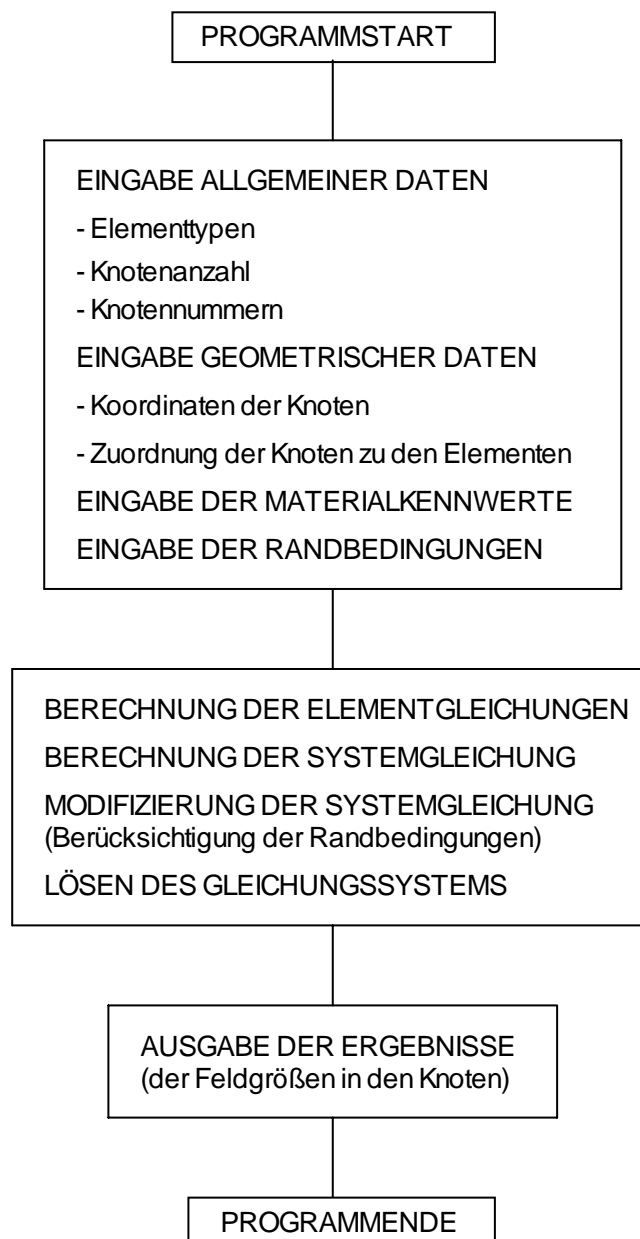 PROGRAMMSTART
EINGABE ALLGEMEINER DATEN
- Elementtypen
- Knotenanzahl
- Knotennummern
EINGABE GEOMETRISCHER DATEN
- Koordinaten der Knoten
- Zuordnung der Knoten zu den Elementen
EINGABE DER MATERIALKENNWERTE
EINGABE DER RANDBEDINGUNGEN
BERECHNUNG DER ELEMENTGLEICHUNGEN
BERECHNUNG DER SYSTEMGLEICHUNG
MODIFIZIERUNG DER SYSTEMGLEICHUNG
(Berücksichtigung der Randbedingungen)
LÖSEN DES GLEICHUNGSSYSTEMS
AUSGABE DER ERGEBNISSE
(der Feldgrößen in den Knoten)
PROGRAMMENDE